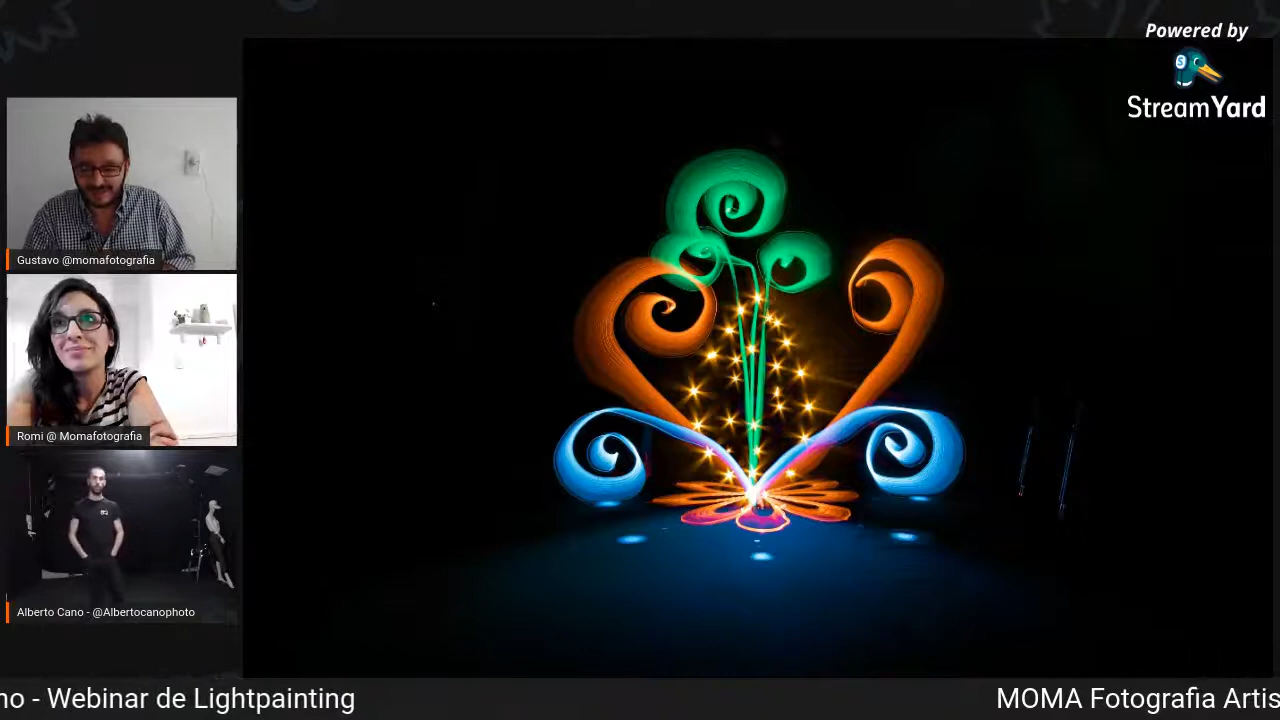 Powered by
StreamYard
Gustavo @momafotografia
Romi @ Momafotografia
Alberto Cano - @Albertocanophoto
no - Webinar de Lightpainting
MOMA Fotografia Artis